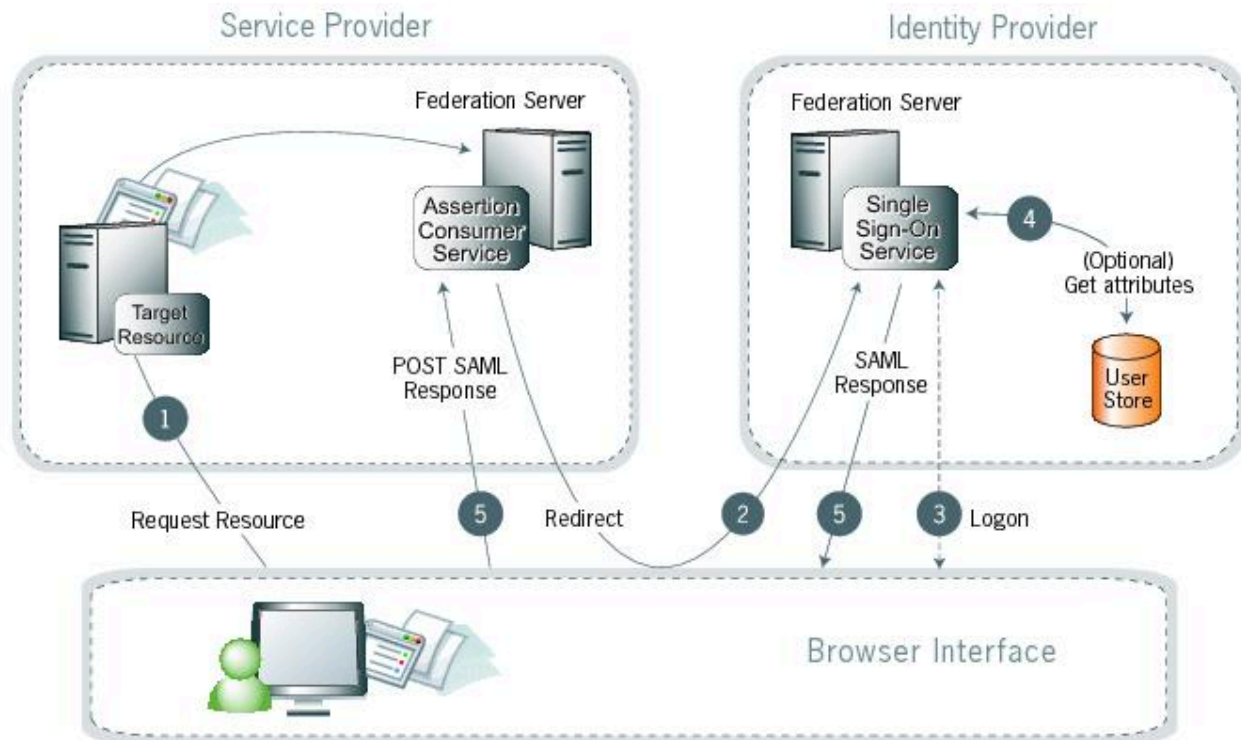 Service Provider
Identity Provider
Federation Server
Federation Server
Assertion
Consumer
Service
Single
Sign-On
Service
4
(Optional)
Get attributes
Target
Resource
POST SAML
Response
SAML
Response
User
Store
1
Request Resource
5
Redirect
2
5
3
Logon
Browser Interface